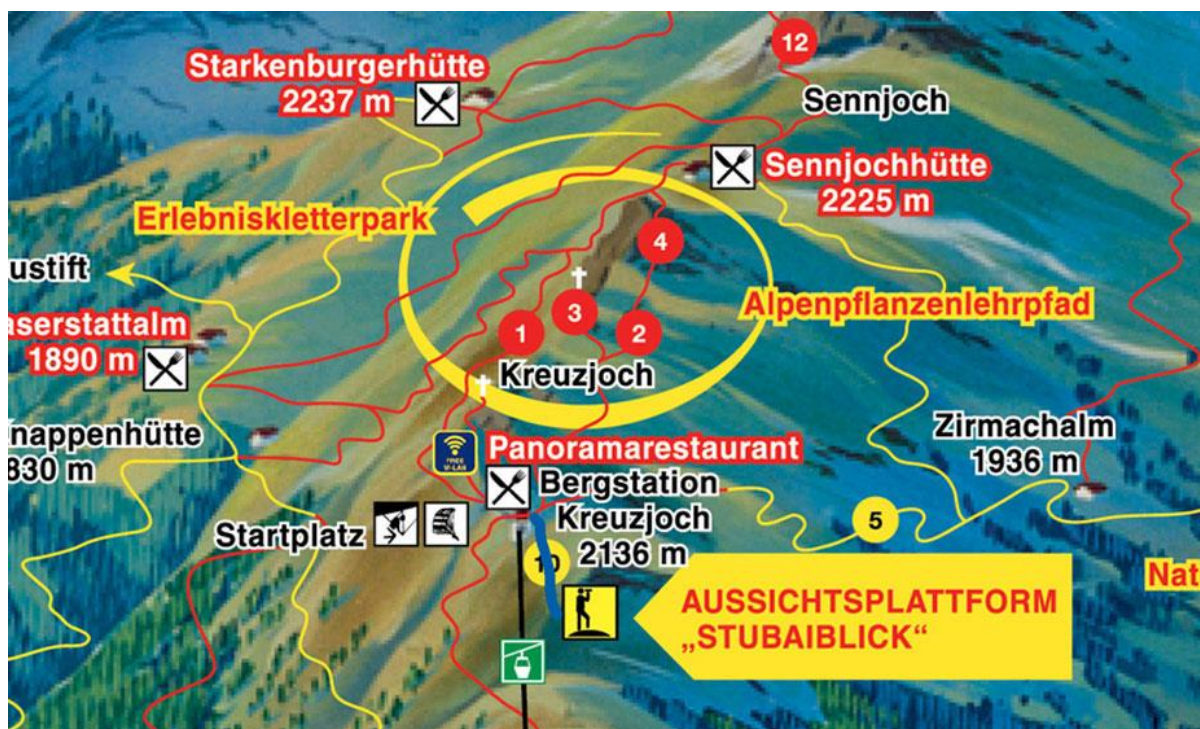 12
Starkenburgerhütte
2237 m
Sennjoch
Sennjochhütte
2225 m
Erlebniskletterpark
4
ustift
Alpenpflanzenlehrpfad
3
1
2
aserstattalm
1890 m
Kreuzjoch
nappenhütte
830 m
Zirmachalm
1936 m
FREE
W-LAN
Panoramarestaurant
Bergstation
Kreuzjoch
2136 m
5
Startplatz
10
Nat
AUSSICHTSPLATTFORM
„STUBAIBLICK“